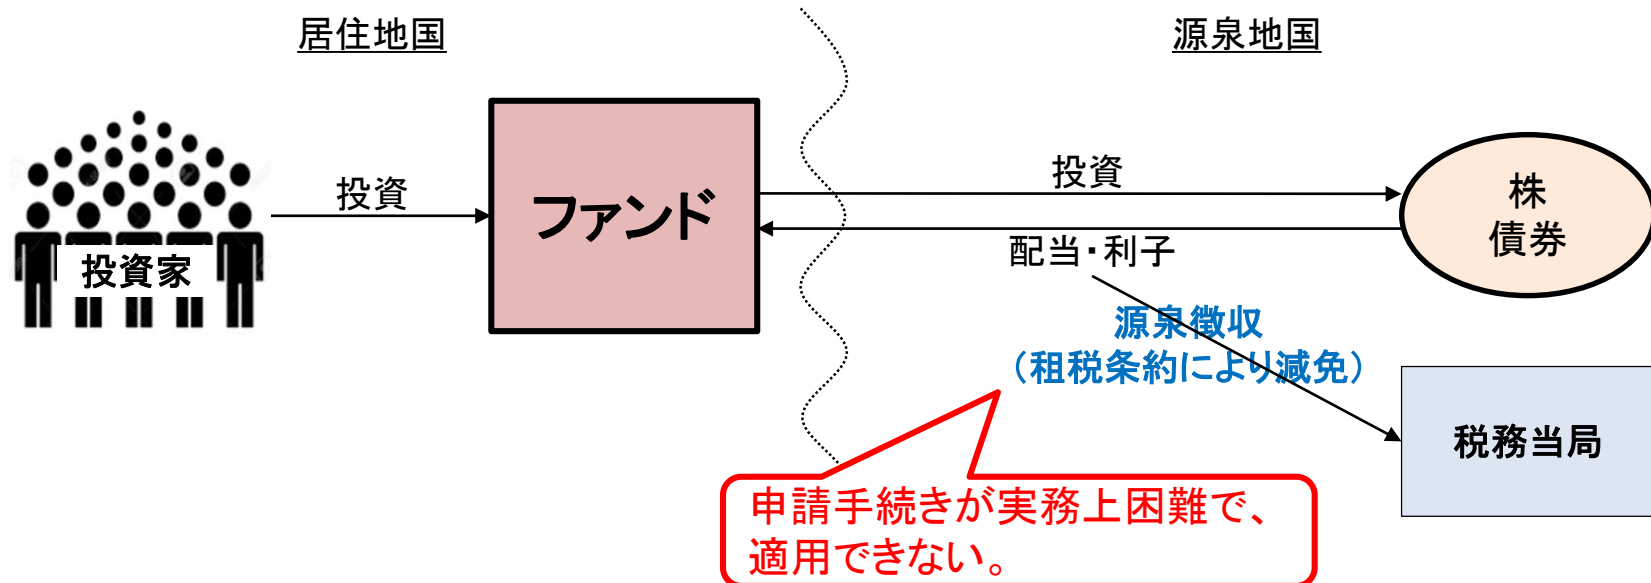 居住地国
源泉地国
投資家
投資
ファンド
投資
配当・利子
株
債券
源泉徴収
（租税条約により減免）
税務当局
申請手続きが実務上困難で、
適用できない。